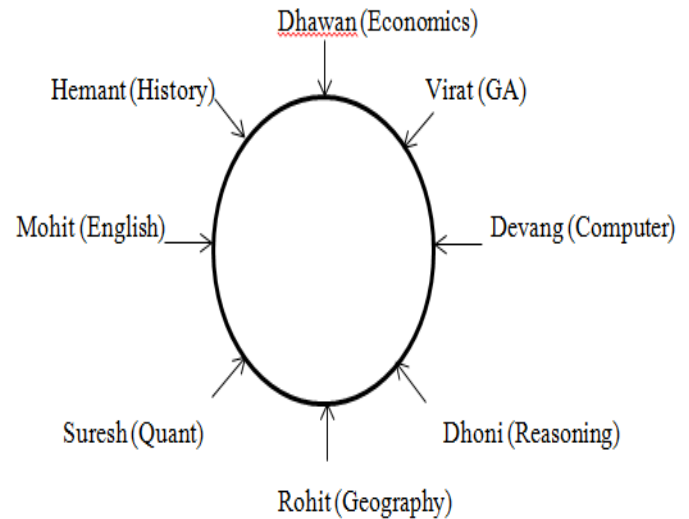 Dhawan (Economics)
Hemant (History)
Virat (GA)
Mohit (English)
Devang (Computer)
Suresh (Quant)
Dhoni (Reasoning)
Rohit (Geography)